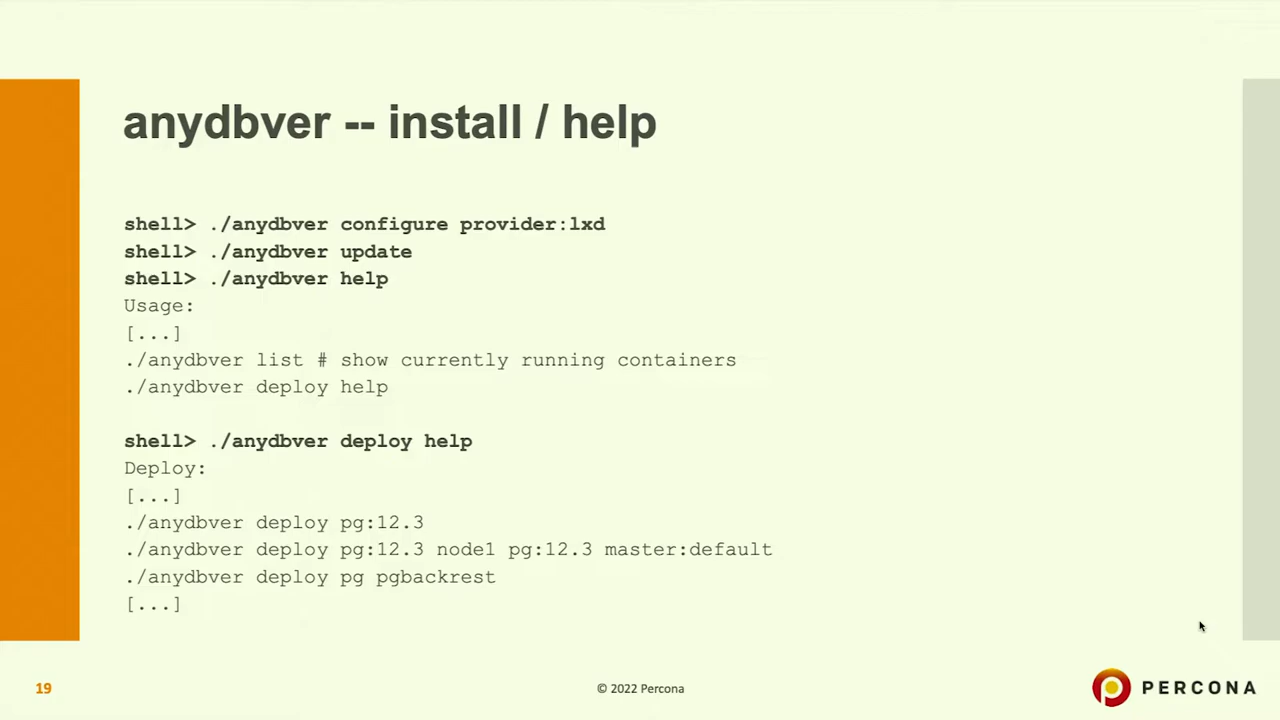 anydbver -- install / help
shell> ./anydbver configure provider:lxd
shell> ./anydbver update
shell> ./anydbver help
Usage:
[...]
./anydbver list # show currently running containers
./anydbver deploy help
shell> ./anydbver deploy help
Deploy:
[...]
./anydbver deploy pg:12.3
./anydbver deploy pg:12.3 node1 pg:12.3 master:default
./anydbver deploy pg pgbackrest
[...]
19
© 2022 Percona
PERCONA